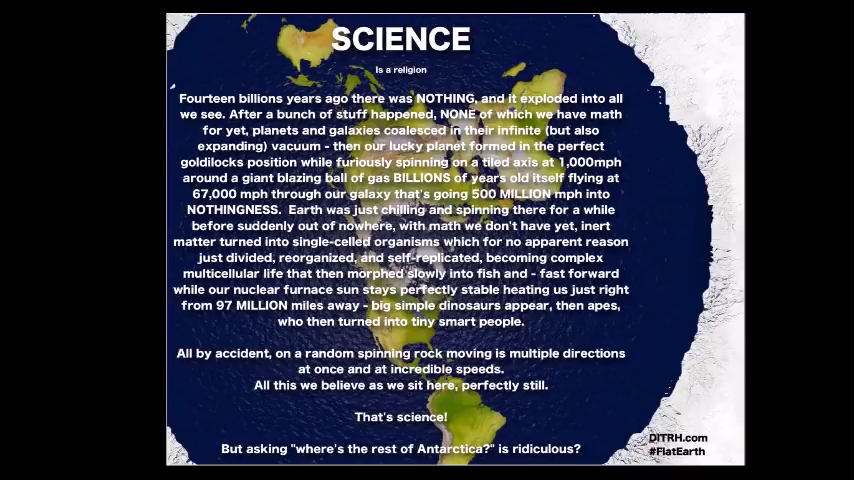 SCIENCE
Is a religion
Fourteen billions years ago there was NOTHING, and it exploded into all
we see. After a bunch of stuff happened, NONE of which we have math
for yet, planets and galaxies coalesced in their infinite (but also
expanding) vacuum - then our lucky planet formed in the perfect
goldilocks position while furiously spinning on a tiled axis at 1,000mph
around a giant blazing ball of gas BILLIONS of years old itself flying at
67,000 mph through our galaxy that's going 500 MILLION mph into
NOTHINGNESS. Earth was just chilling and spinning there for a while
before suddenly out of nowhere, with math we don't have yet, inert
matter turned into single-celled organisms which for no apparent reason
just divided, reorganized, and self-replicated, becoming complex
multicellular life that then morphed slowly into fish and - fast forward
while our nuclear furnace sun stays perfectly stable heating us just right
from 97 MILLION miles away - big simple dinosaurs appear, then apes,
who then turned into tiny smart people.
All by accident, on a random spinning rock moving is multiple directions
at once and at incredible speeds.
All this we believe as we sit here, perfectly still.
That's science!
But asking "where's the rest of Antarctica?" is ridiculous?
DITRH.com
#FlatEarth